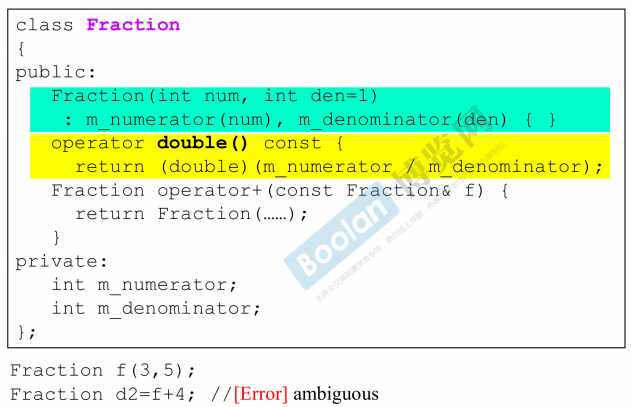 class Fraction
{
public:
   Fraction(int num, int den=1)
    : m_numerator(num), m_denominator(den) { }
   operator double() const {
     return (double)(m_numerator / m_denominator);
   Fraction operator+(const Fraction& f) {
     return Fraction(……);
   }
private:
   int m_numerator;
   int m_denominator;
};
Boolan 博览网
Fraction f(3,5);
Fraction d2=f+4; //[Error] ambiguous